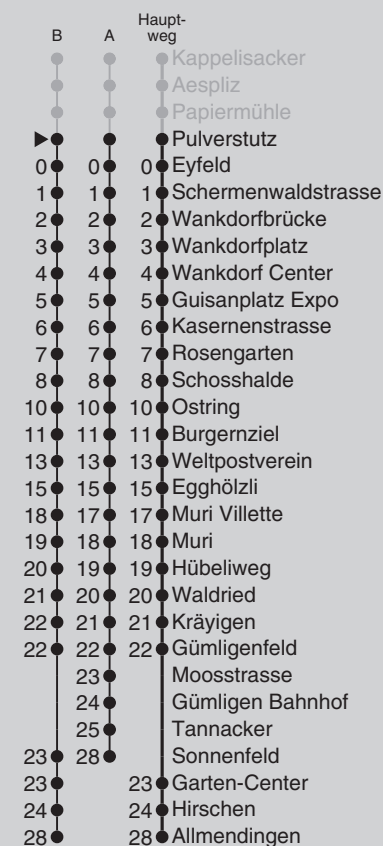 Haupt-
B A weg
Kappelisacker
Aespliz
Papiermühle
Pulverstutz
0 0 0 Eyfeld
1 1 1 Schermenwaldstrasse
2 2 2 Wankdorfbrücke
3 3 3 Wankdorfplatz
4 4 4 Wankdorf Center
5 5 5 Guisanplatz Expo
6 6 6 Kasernenstrasse
7 7 7 Rosengarten
8 8 8 Schosshalde
10 10 10 Ostring
11 11 11 Burgernziel
13 13 13 Weltpostverein
15 15 15 Egghölzli
18 17 17 Muri Villette
19 18 18 Muri
20 19 19 Hübeliweg
21 20 20 Waldried
22 21 21 Kräyigen
22 22 22 Gümligenfeld
23 Moosstrasse
24 Gümligen Bahnhof
25 Tannacker
23 28 Sonnenfeld
23 23 Garten-Center
24 24 Hirschen
28 28 Allmendingen